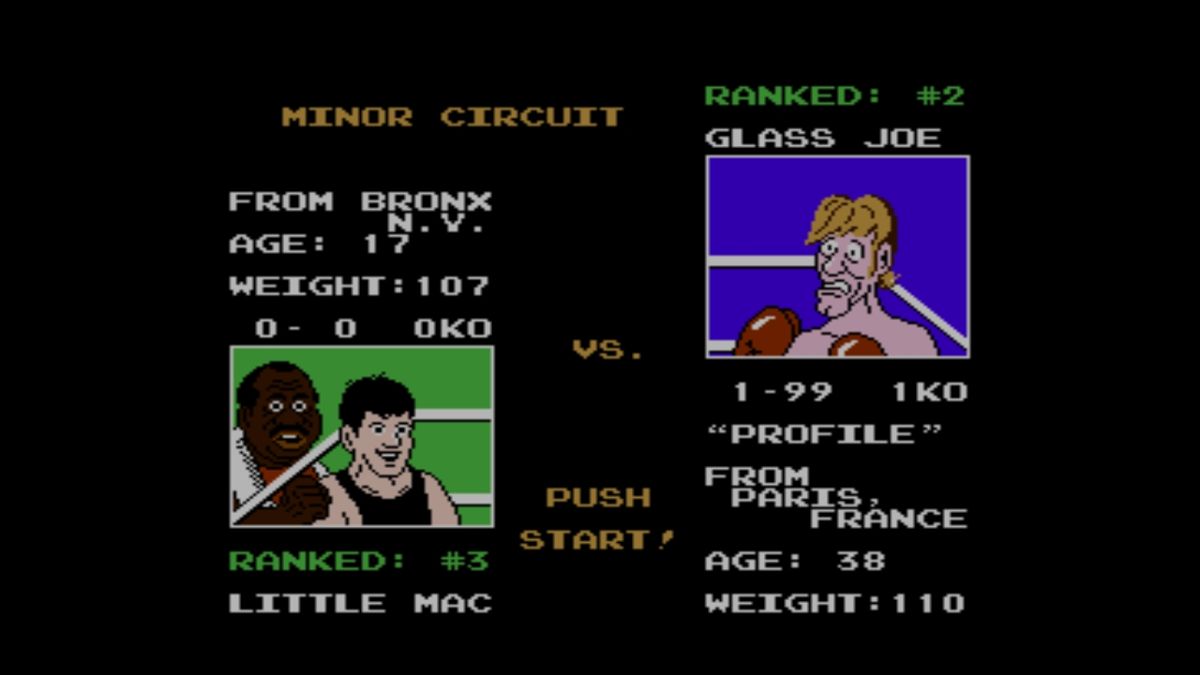 MINOR CIRCUIT
FROM BRONX
N.Y.
AGE: 17
WEIGHT:107
0- 0 0KO
RANKED: #3
LITTLE MAC
VS.
PUSH
START!
RANKED: #2
GLASS JOE
1-99 1KO
“PROFILE”
FROM
PARIS,
FRANCE
AGE: 38
WEIGHT:110